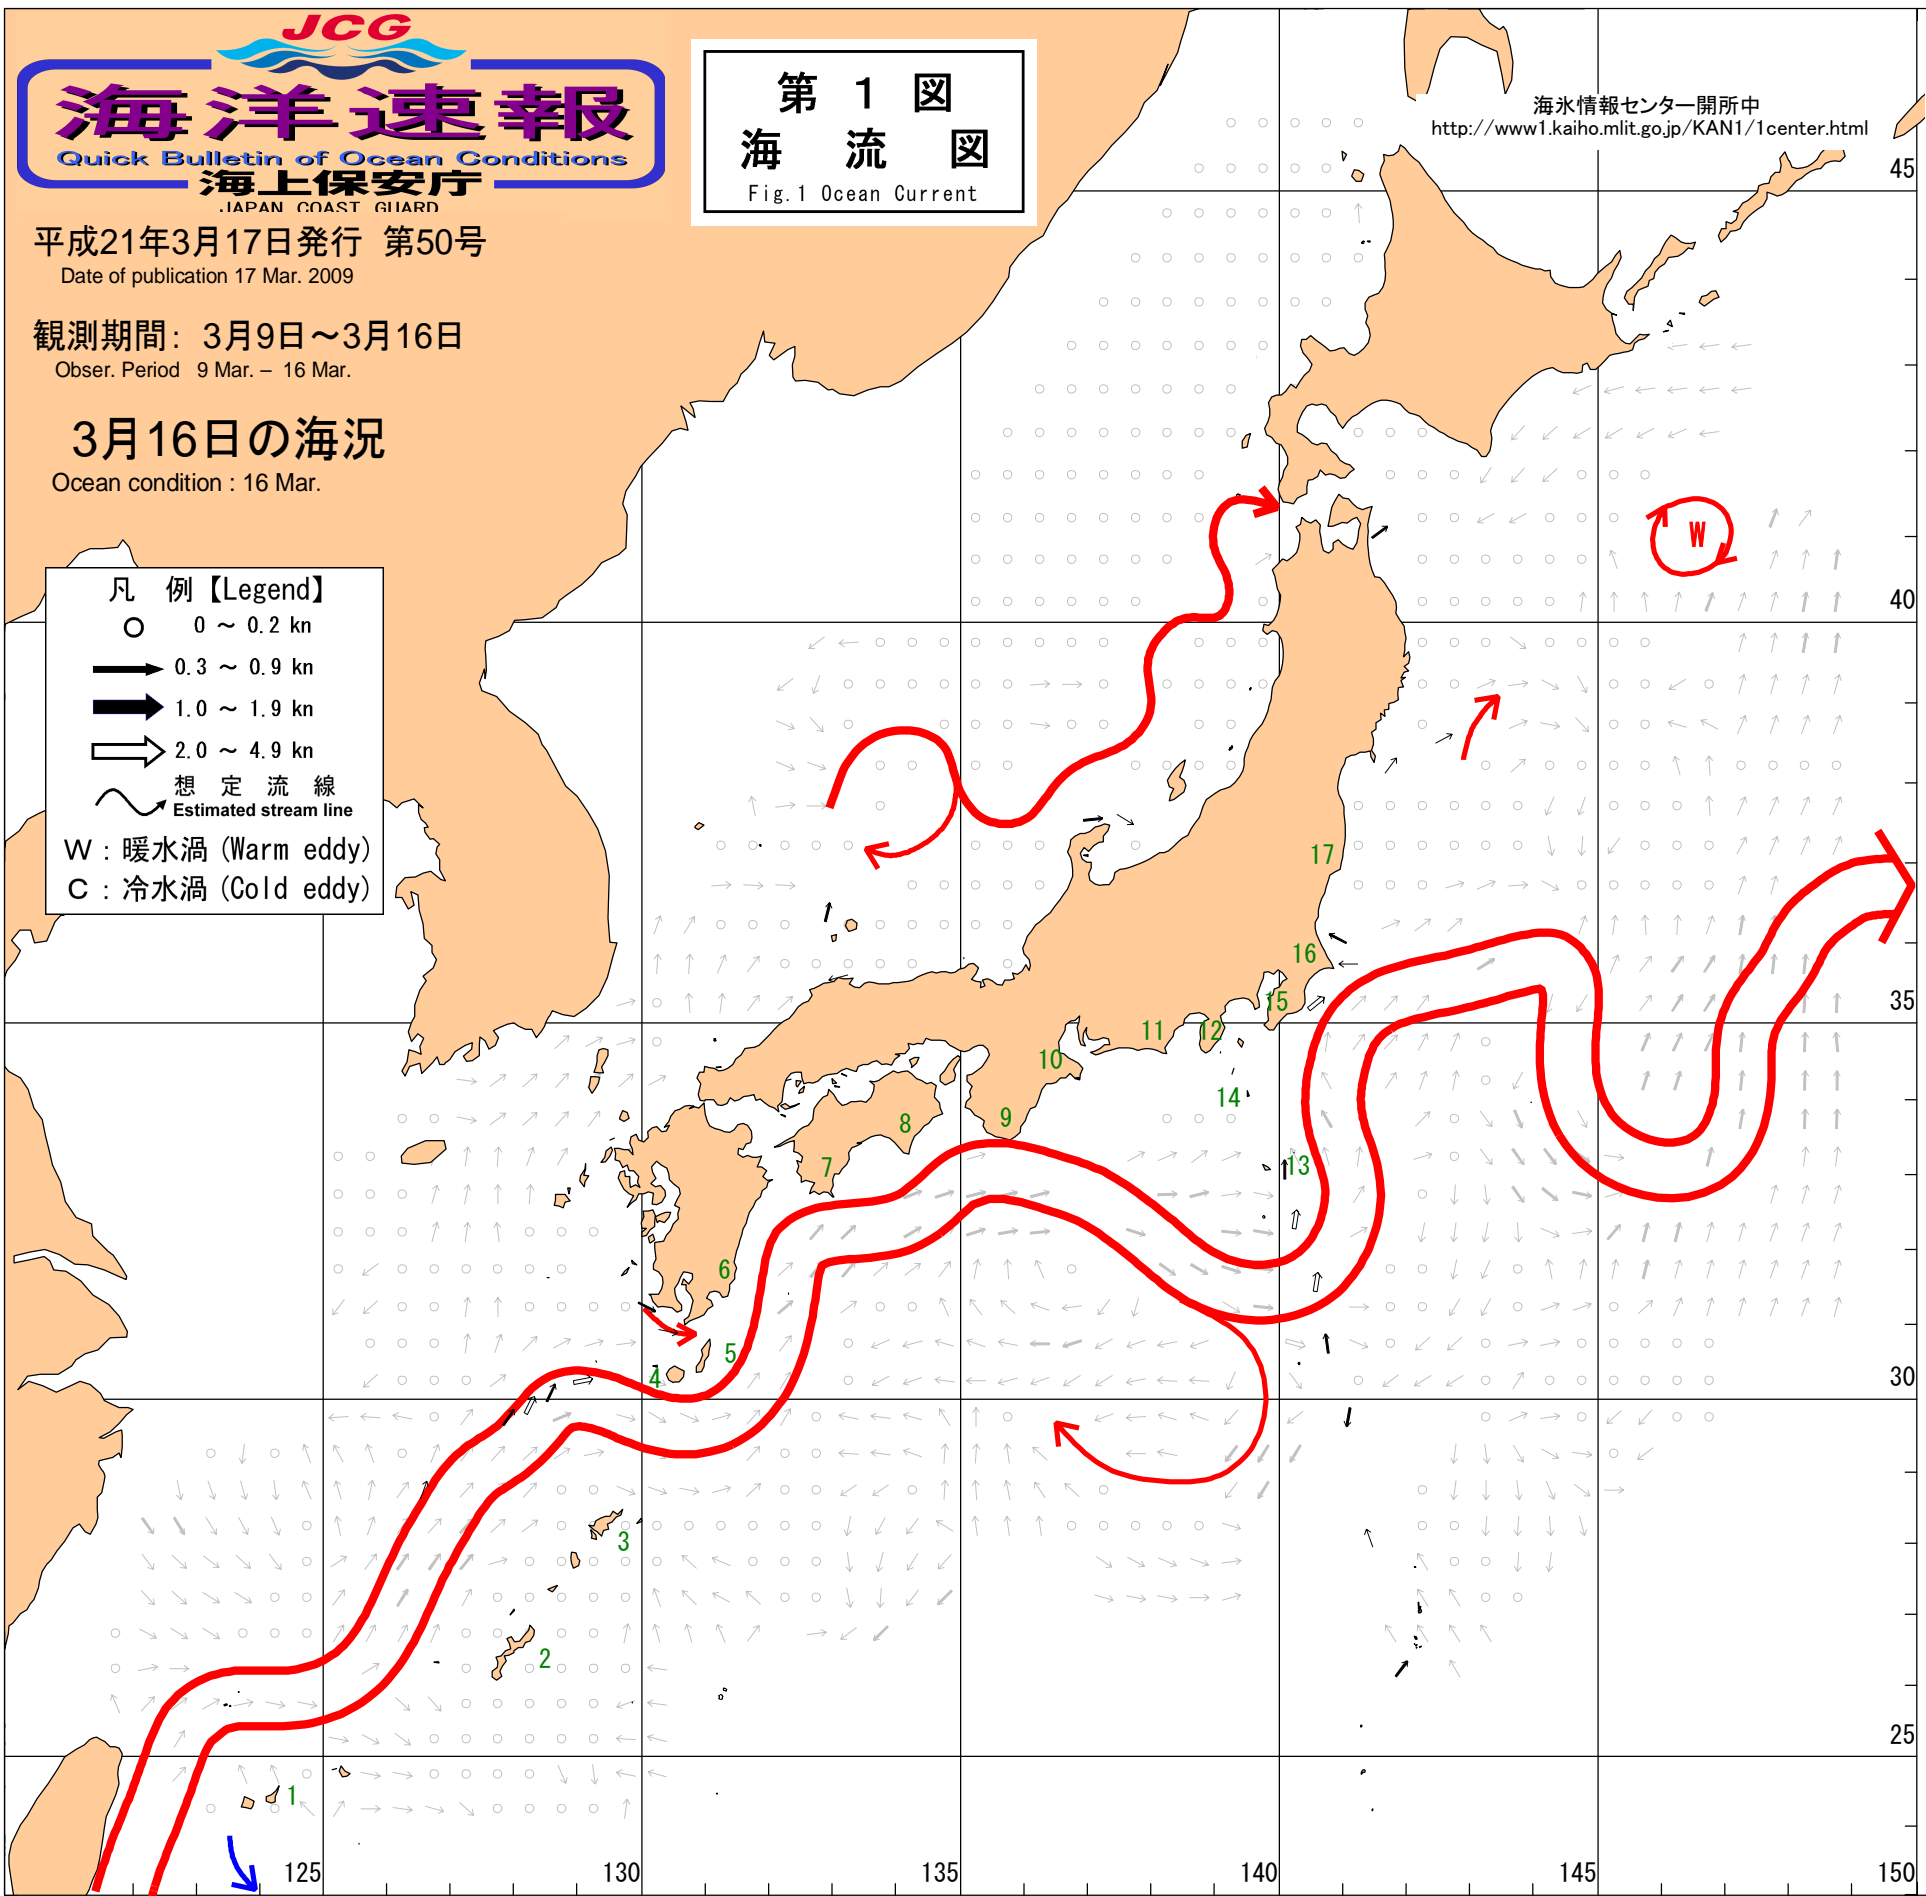 JCG
海洋速報
Quick Bulletin of Ocean Conditions
海上保安庁
JAPAN COAST GUARD
平成21年3月17日発行 第50号
Date of publication 17 Mar. 2009
観測期間: 3月9日～3月16日
Obser. Period 9 Mar. – 16 Mar.
3月16日の海況
Ocean condition : 16 Mar.
第 1 図
海 流 図
Fig.1 Ocean Current
海氷情報センター開所中
http://www1.kaiho.mlit.go.jp/KAN1/1center.html
凡 例【Legend】
0 ～ 0.2 kn
0.3 ～ 0.9 kn
1.0 ～ 1.9 kn
2.0 ～ 4.9 kn
想 定 流 線
Estimated stream line
W : 暖水渦 (Warm eddy)
C : 冷水渦 (Cold eddy)
45
W
40
17
16
35
15
12
11
10
14
9
8
13
7
6
5
4
30
3
2
25
1
125
130
135
140
145
150